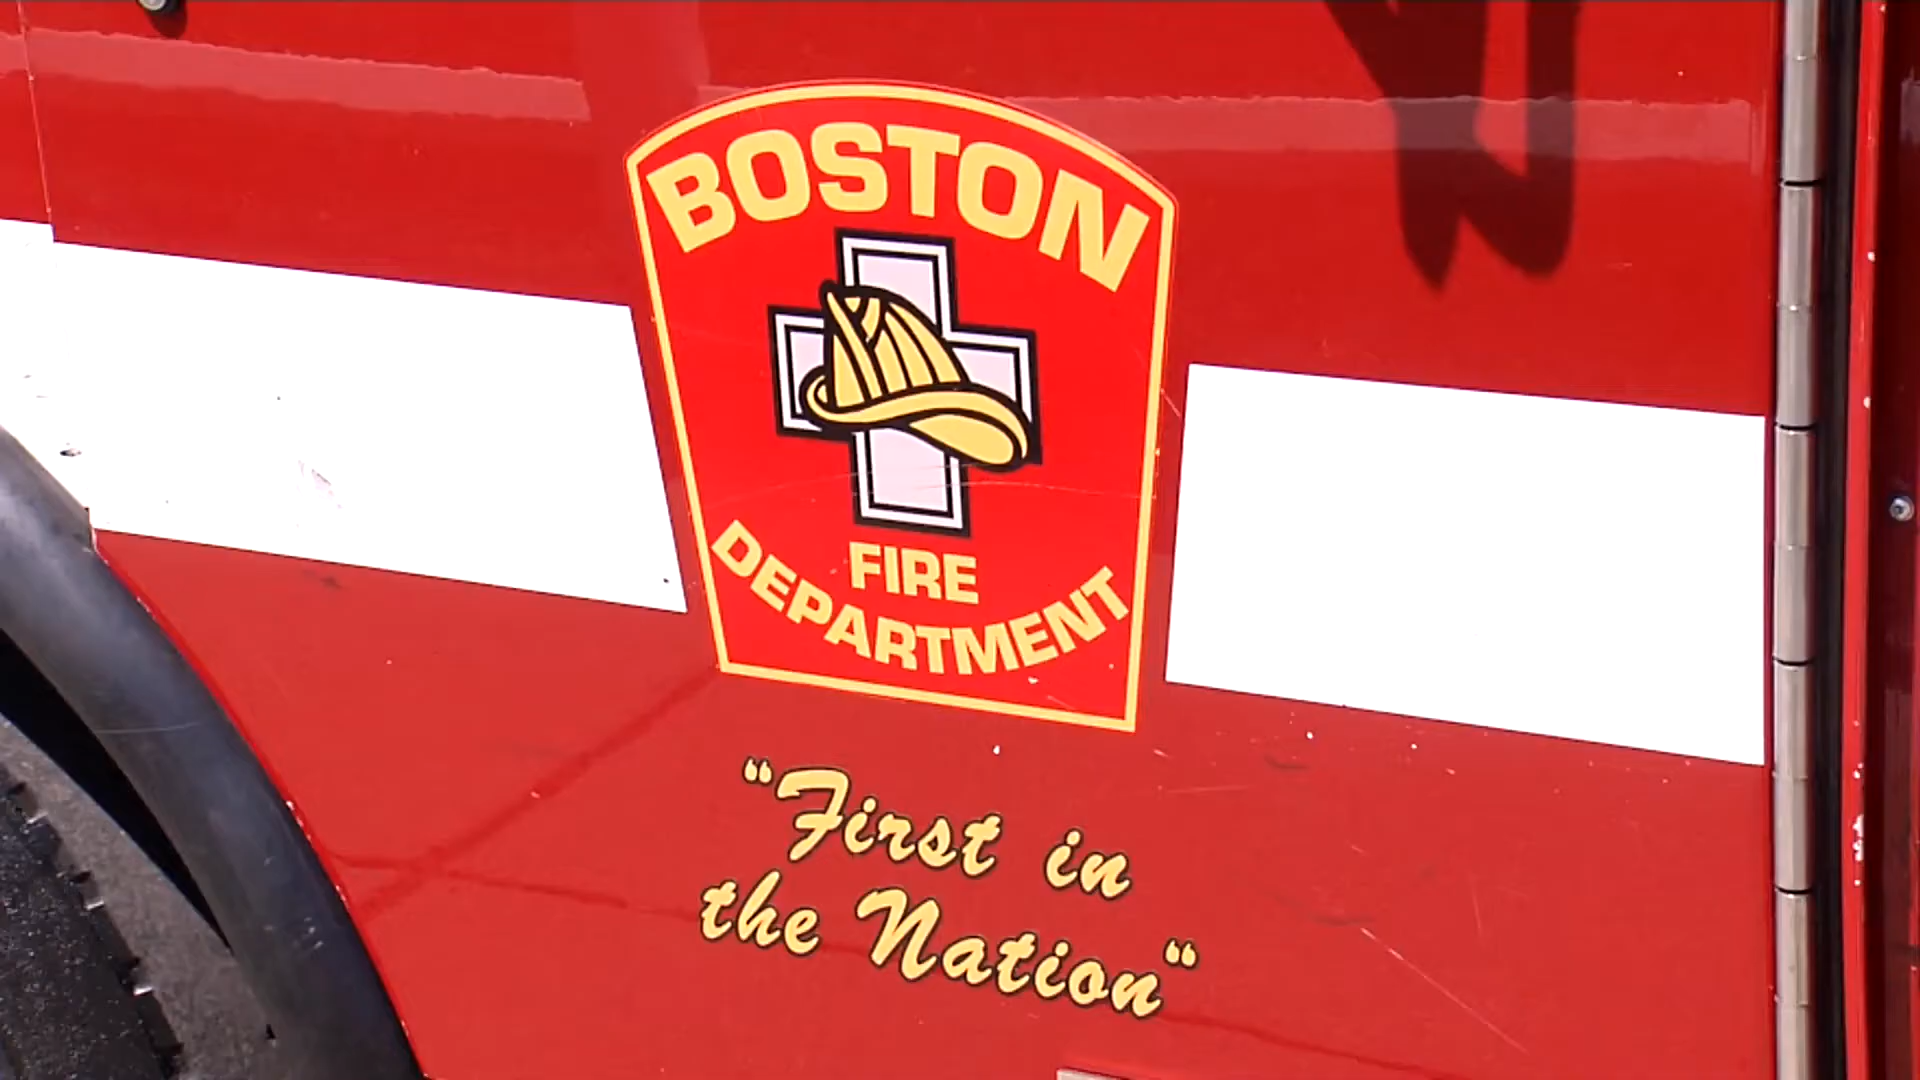 BOSTON
FIRE
DEPARTMENT
“First in
the Nation“